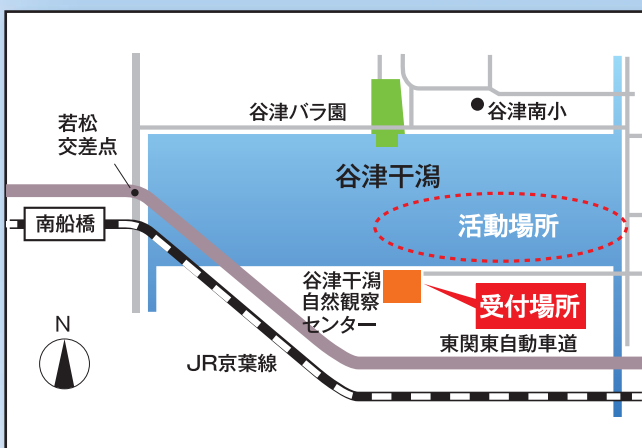 谷津バラ園
谷津南小
若松
交差点
谷津干潟
南船橋
活動場所
谷津干潟
自然観察
センター
受付場所
東関東自動車道
JR京葉線
N